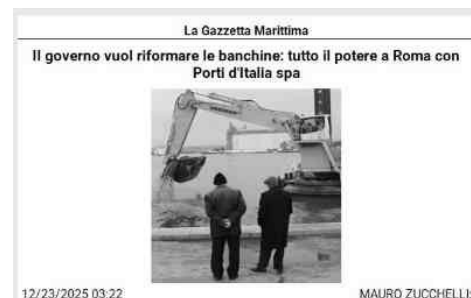 La Gazzetta Marittima
Il governo vuol riformare le banchine: tutto il potere a Roma con
Porti d'Italia spa
12/23/2025 03:22
MAURO ZUCCHELLI;